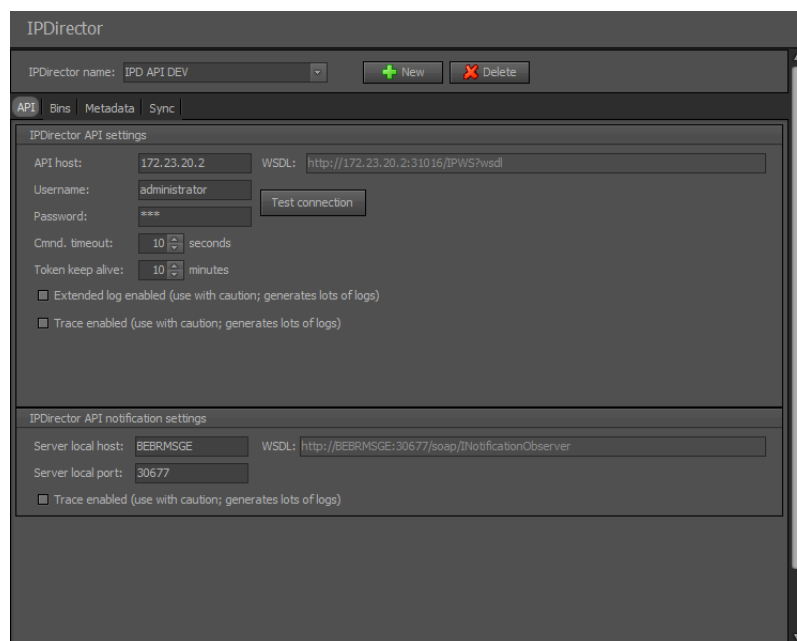 IPDirector
IPDirector name: IPD API DEV New Delete
API Bins Metadata Sync
IPDirector API settings
API host: 172.23.20.2 WSDL: http://172.23.20.2:31016/IPWS?wsdl
Username: administrator
Test connection
Password: ***
Cmnd. timeout: 10 seconds
Token keep alive: 10 minutes
Extended log enabled (use with caution; generates lots of logs)
Trace enabled (use with caution; generates lots of logs)
IPDirector API notification settings
Server local host: BEBRMSGE WSDL: http://BEBRMSGE:30677/soap/INotificationObserver
Server local port: 30677
Trace enabled (use with caution; generates lots of logs)